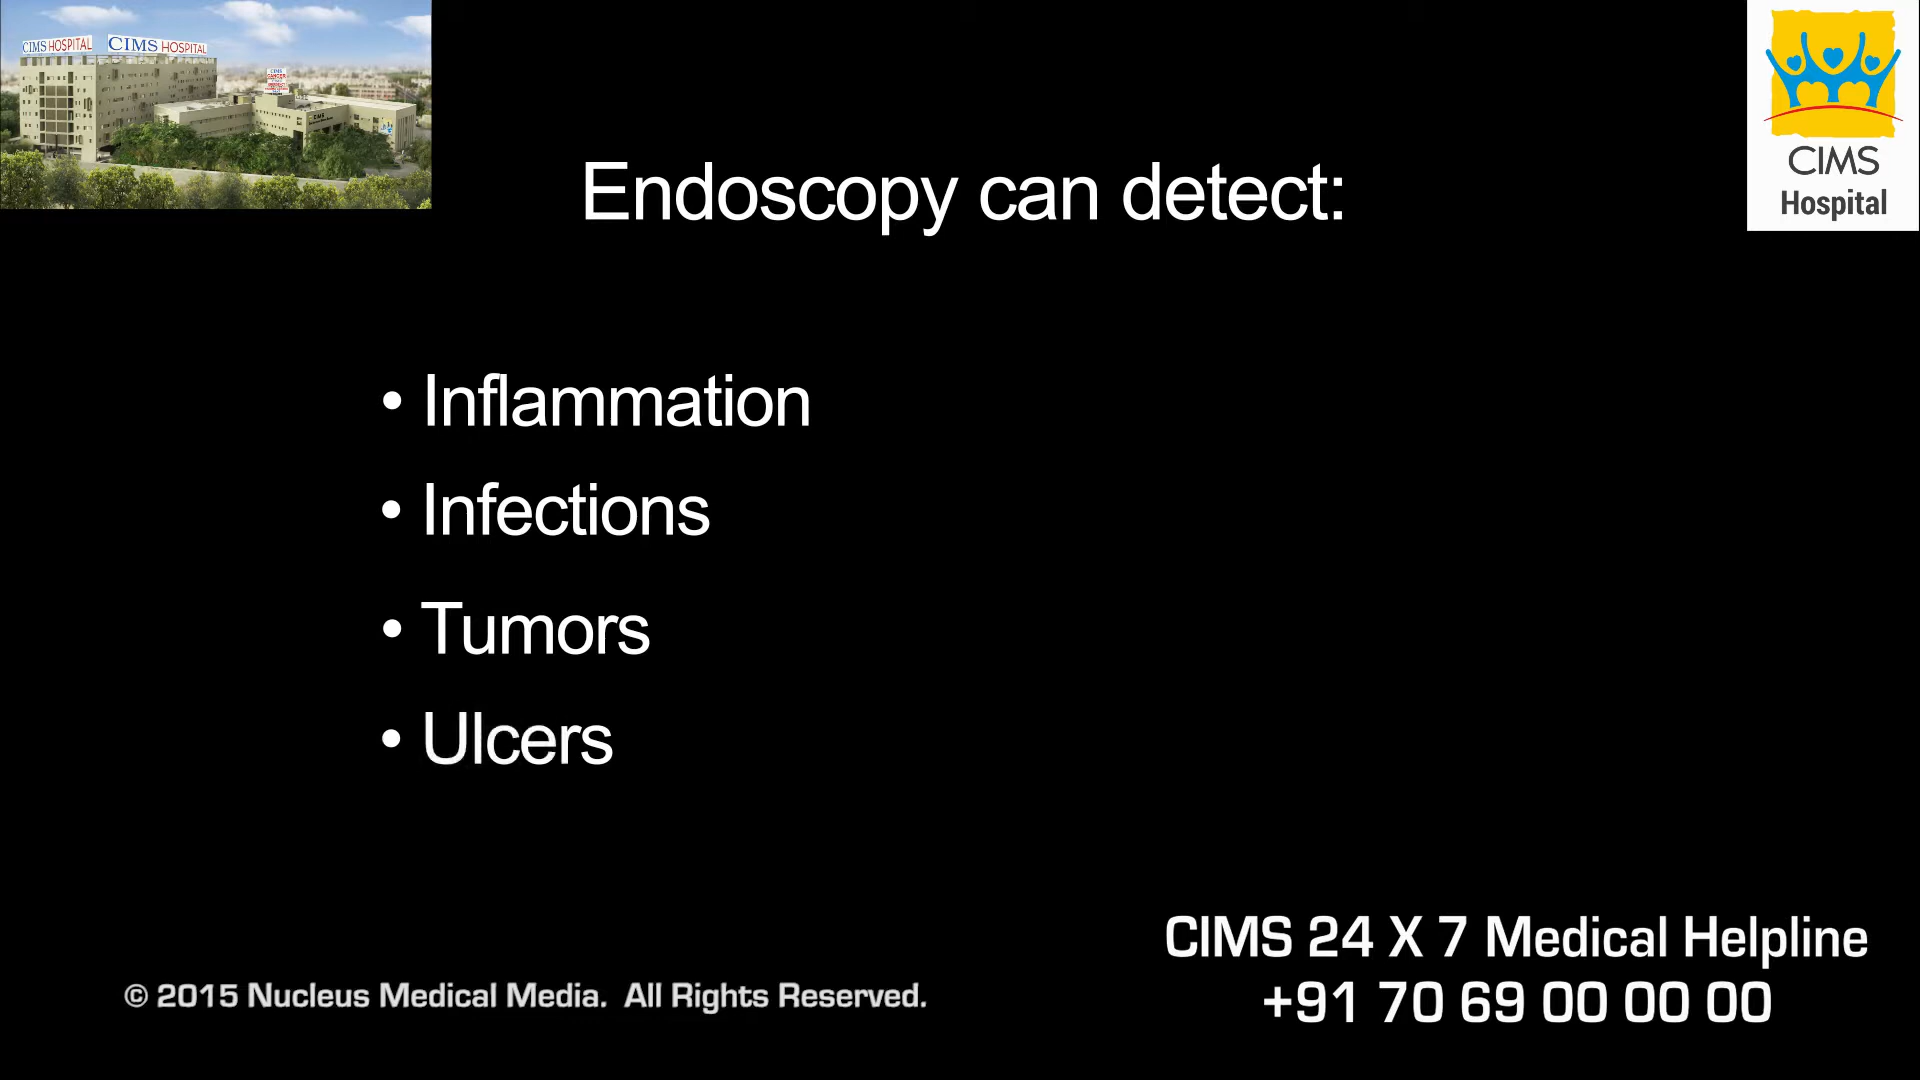 CIMS HOSPITAL CIMS HOSPITAL
CIMS
Hospital
Endoscopy can detect:
• Inflammation
• Infections
• Tumors
• Ulcers
CIMS 24 X 7 Medical Helpline
+91 70 69 00 00 00
© 2015 Nucleus Medical Media. All Rights Reserved.